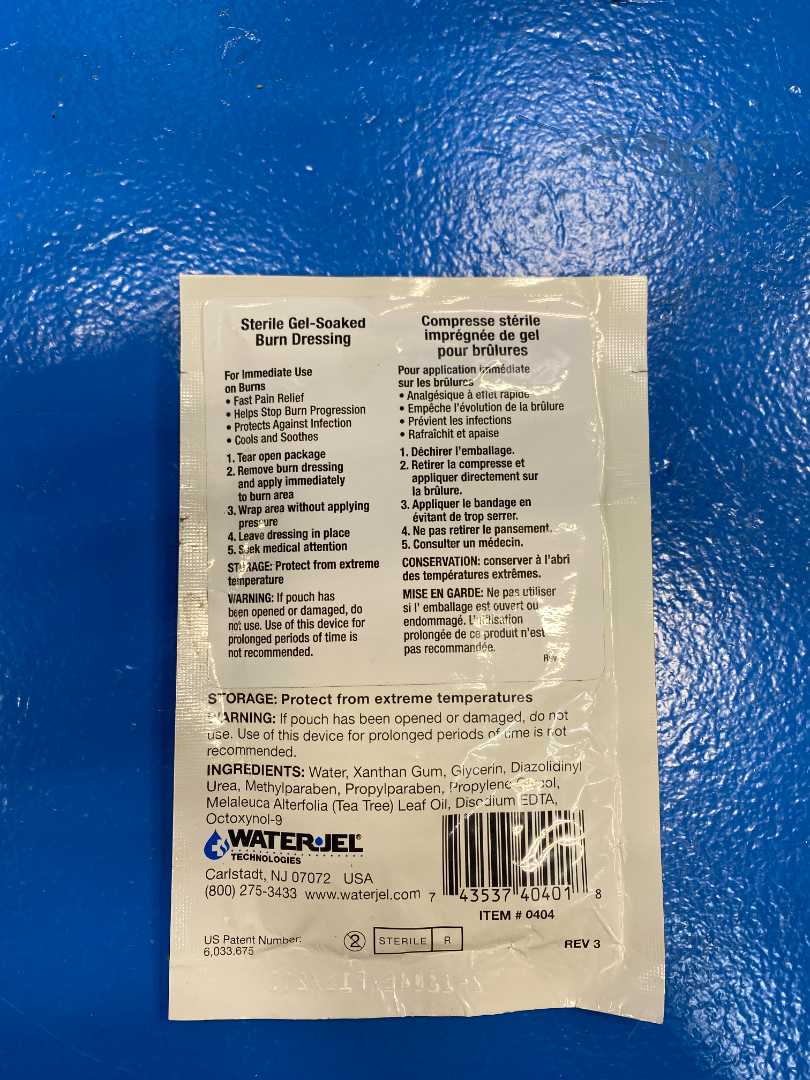 Sterile Gel-Soaked
Burn Dressing
For Immediate Use
on Burns
• Fast Pain Relief
• Helps Stop Burn Progression
• Protects Against Infection
• Cools and Soothes
1. Tear open package
2. Remove burn dressing
and apply immediately
to burn area
3. Wrap area without applying
pressure
4. Leave dressing in place
5. Seek medical attention
STORAGE: Protect from extreme
temperature
WARNING: If pouch has
been opened or damaged, do
not use. Use of this device for
prolonged periods of time is
not recommended.
Compresse stérile
imprégnée de gel
pour brûlures
Pour application immédiate
sur les brûlures
• Analgésique à effet rapide
• Empêche l'évolution de la brûlure
• Prévient les infections
• Rafraîchit et apaise
1. Déchirer l'emballage.
2. Retirer la compresse et
appliquer directement sur
la brûlure.
3. Appliquer le bandage en
évitant de trop serrer.
4. Ne pas retirer le pansement.
5. Consulter un médecin.
CONSERVATION: conserver à l'abri
des températures extrêmes.
MISE EN GARDE: Ne pas utiliser
si l' emballage est ouvert ou
endommagé. L'utilisation
prolongée de ce produit n'est
pas recommandée.
STORAGE: Protect from extreme temperatures
WARNING: If pouch has been opened or damaged, do not
use. Use of this device for prolonged periods of time is not
recommended.
INGREDIENTS: Water, Xanthan Gum, Glycerin, Diazolidinyl
Urea, Methylparaben, Propylparaben, Propylene Glycol,
Melaleuca Alterfolia (Tea Tree) Leaf Oil, Disodium EDTA,
Octoxynol-9
WATER·JEL®
TECHNOLOGIES
Carlstadt, NJ 07072 USA
(800) 275-3433 www.waterjel.com
7 43537 40401 8
ITEM # 0404
US Patent Number:
6,033.675
2 STERILE R
REV 3